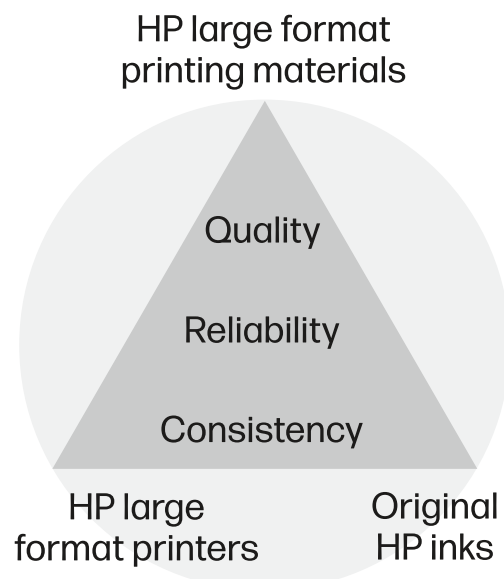 HP large format
printing materials
Quality
Reliability
Consistency
HP large
format printers
Original
HP inks